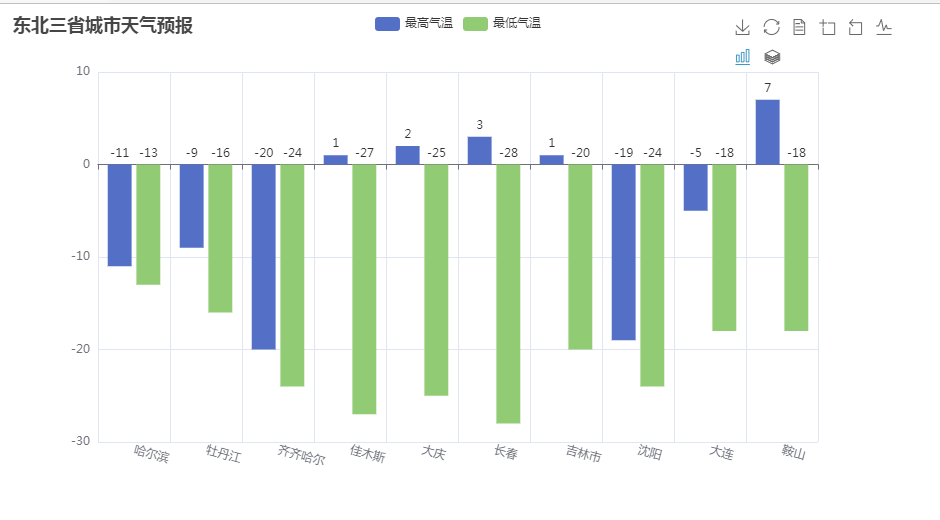 东北三省城市天气预报
最高气温 最低气温
10
0
-10
-20
-30
-11 -13 -9 -16 -20 -24 1 -27 2 -25 3 -28 1 -20 -19 -24 -5 -18 7 -18
哈尔滨 牡丹江 齐齐哈尔 佳木斯 大庆 长春 吉林市 沈阳 大连 鞍山